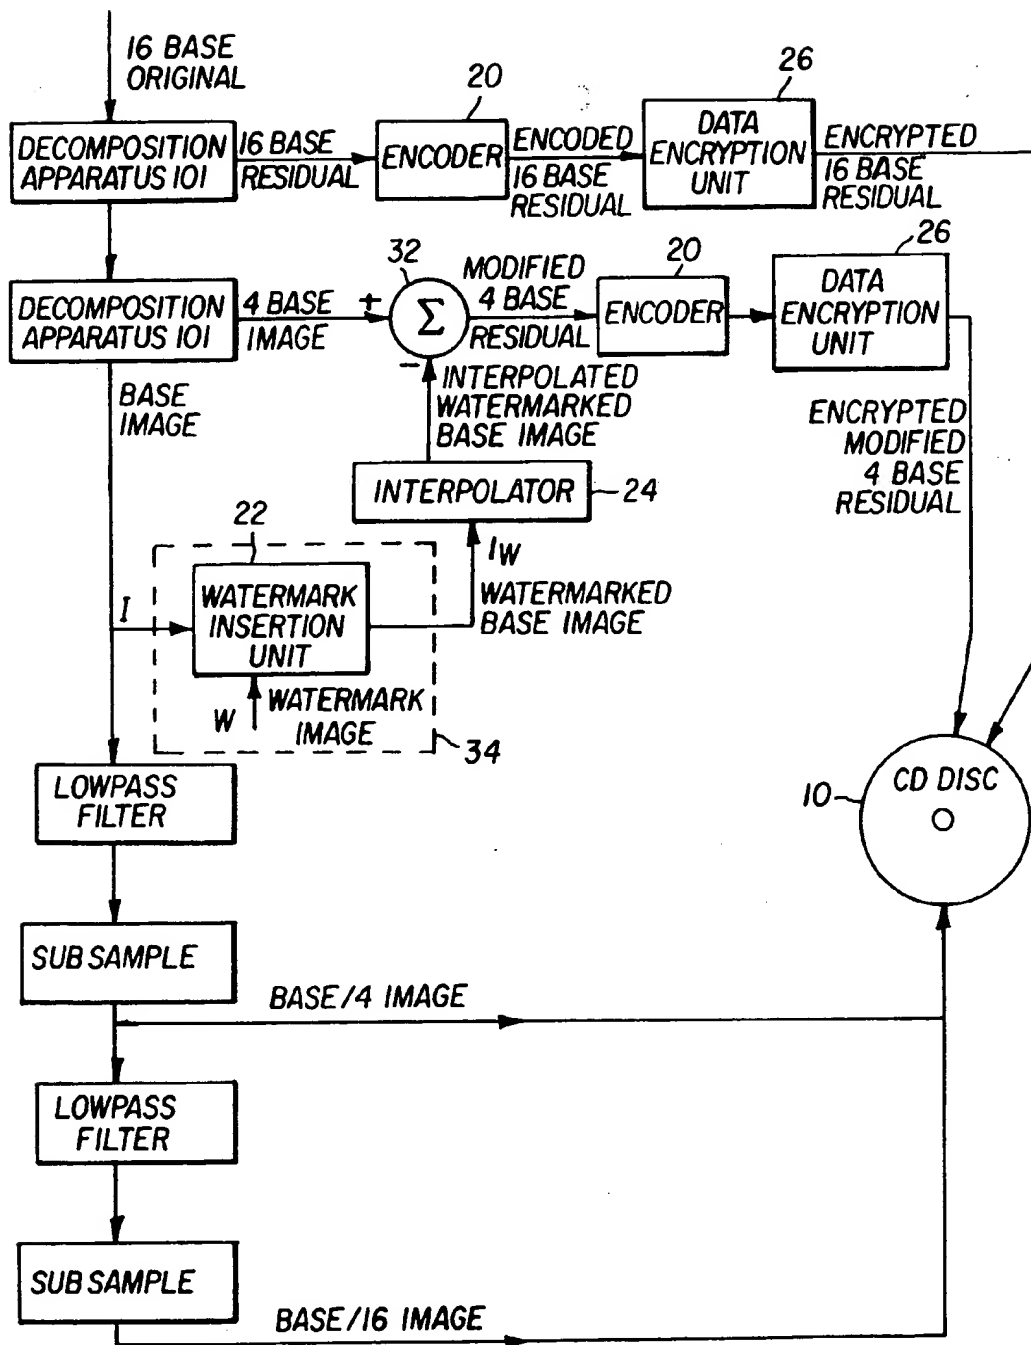 16 BASE
ORIGINAL
20
26
DECOMPOSITION
APPARATUS 101
16 BASE
RESIDUAL
ENCODER
ENCODED
16 BASE
RESIDUAL
DATA
ENCRYPTION
UNIT
ENCRYPTED
16 BASE
RESIDUAL
32
20
26
DECOMPOSITION
APPARATUS 101
4 BASE
IMAGE
+
Σ
-
MODIFIED
4 BASE
RESIDUAL
ENCODER
DATA
ENCRYPTION
UNIT
BASE
IMAGE
INTERPOLATED
WATERMARKED
BASE IMAGE
ENCRYPTED
MODIFIED
4 BASE
RESIDUAL
INTERPOLATOR
24
22
I
WATERMARK
INSERTION
UNIT
IW
WATERMARKED
BASE IMAGE
W
WATERMARK
IMAGE
34
LOWPASS
FILTER
10
CD DISC
SUB SAMPLE
BASE/4 IMAGE
LOWPASS
FILTER
SUB SAMPLE
BASE/16 IMAGE